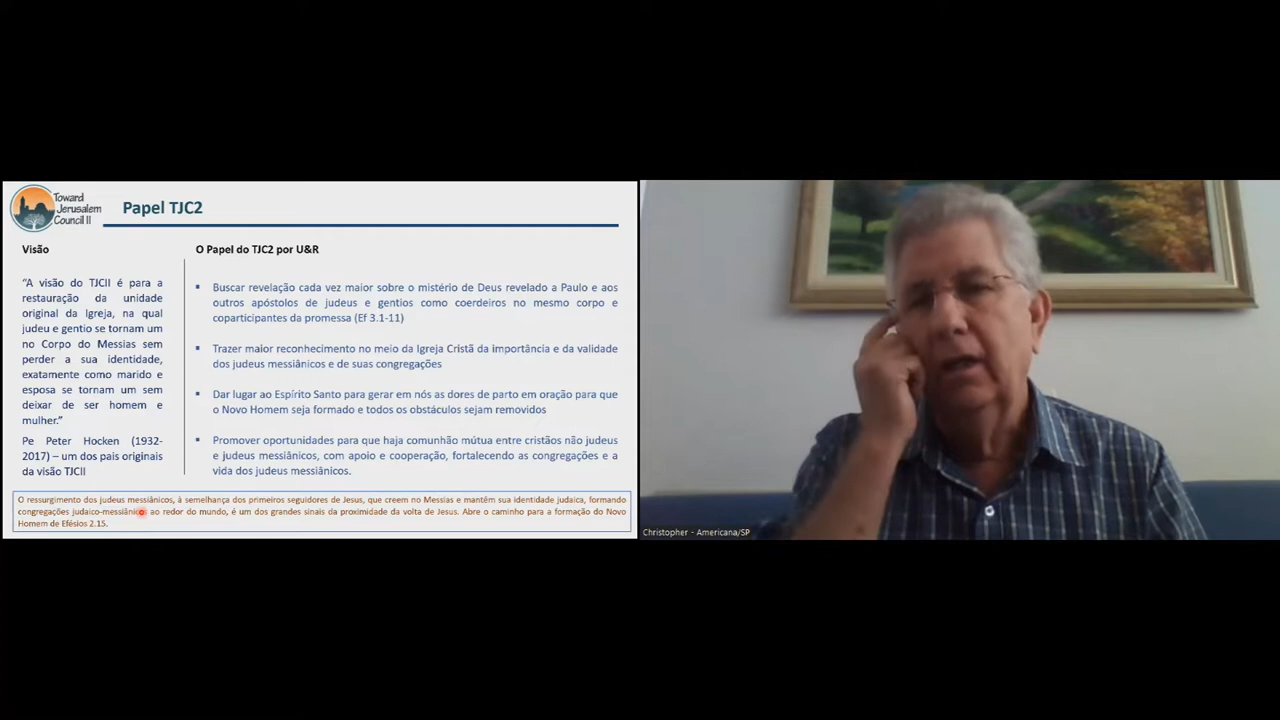 Toward
Jerusalem
Council II
Papel TJC2
Visão
"A visão do TJCII é para a
restauração da unidade
original da Igreja, na qual
judeu e gentio se tornam um
no Corpo do Messias sem
perder a sua identidade,
exatamente como marido e
esposa se tornam um sem
deixar de ser homem e
mulher."
Pe Peter Hocken (1932-
2017) – um dos pais originais
da visão TJCII
O Papel do TJC2 por U&R
▪ Buscar revelação cada vez maior sobre o mistério de Deus revelado a Paulo e aos
outros apóstolos de judeus e gentios como coerdeiros no mesmo corpo e
coparticipantes da promessa (Ef 3.1-11)
▪ Trazer maior reconhecimento no meio da Igreja Cristã da importância e da validade
dos judeus messiânicos e de suas congregações
▪ Dar lugar ao Espírito Santo para gerar em nós as dores de parto em oração para que
o Novo Homem seja formado e todos os obstáculos sejam removidos
▪ Promover oportunidades para que haja comunhão mútua entre cristãos não judeus
e judeus messiânicos, com apoio e cooperação, fortalecendo as congregações e a
vida dos judeus messiânicos.
O ressurgimento dos judeus messiânicos, à semelhança dos primeiros seguidores de Jesus, que creem no Messias e mantêm sua identidade judaica, formando
congregações judaico-messiânicas ao redor do mundo, é um dos grandes sinais da proximidade da volta de Jesus. Abre o caminho para a formação do Novo
Homem de Efésios 2.15.
Christopher - Americana/SP